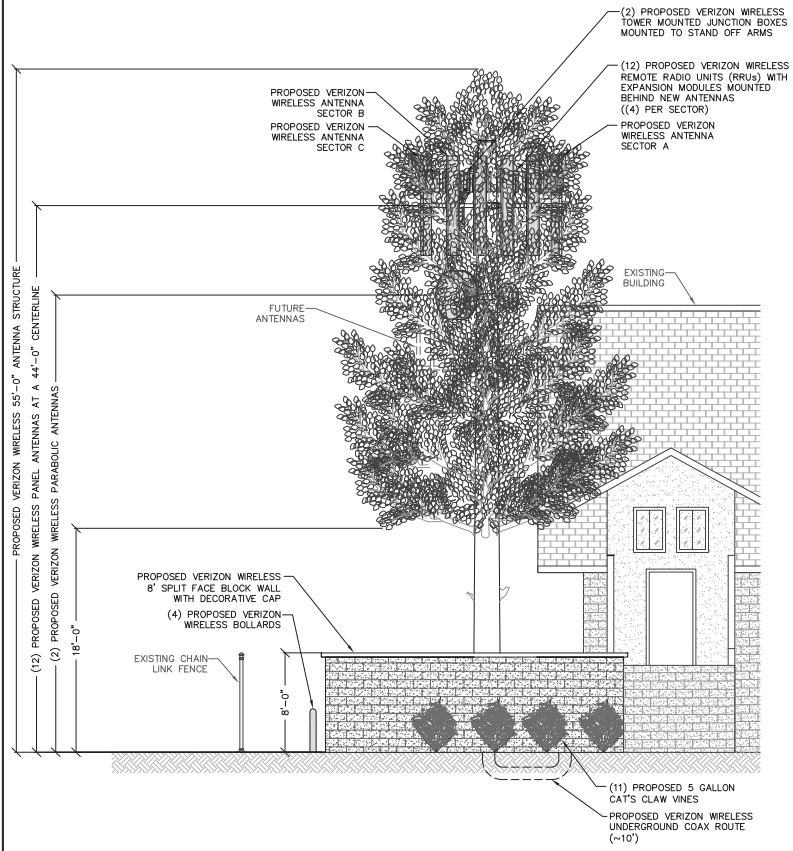 (2) PROPOSED VERIZON WIRELESS
TOWER MOUNTED JUNCTION BOXES
MOUNTED TO STAND OFF ARMS
(12) PROPOSED VERIZON WIRELESS
REMOTE RADIO UNITS (RRUs) WITH
EXPANSION MODULES MOUNTED
BEHIND NEW ANTENNAS
((4) PER SECTOR)
PROPOSED VERIZON
WIRELESS ANTENNA
SECTOR B
PROPOSED VERIZON
WIRELESS ANTENNA
SECTOR C
PROPOSED VERIZON
WIRELESS ANTENNA
SECTOR A
EXISTING
BUILDING
FUTURE
ANTENNAS
PROPOSED VERIZON WIRELESS 55'-0" ANTENNA STRUCTURE
(12) PROPOSED VERIZON WIRELESS PANEL ANTENNAS AT A 44'-0" CENTERLINE
(2) PROPOSED VERIZON WIRELESS PARABOLIC ANTENNAS
18'-0"
PROPOSED VERIZON WIRELESS
8' SPLIT FACE BLOCK WALL
WITH DECORATIVE CAP
(4) PROPOSED VERIZON
WIRELESS BOLLARDS
EXISTING CHAIN
LINK FENCE
8'-0"
(11) PROPOSED 5 GALLON
CAT'S CLAW VINES
PROPOSED VERIZON WIRELESS
UNDERGROUND COAX ROUTE
(~10')